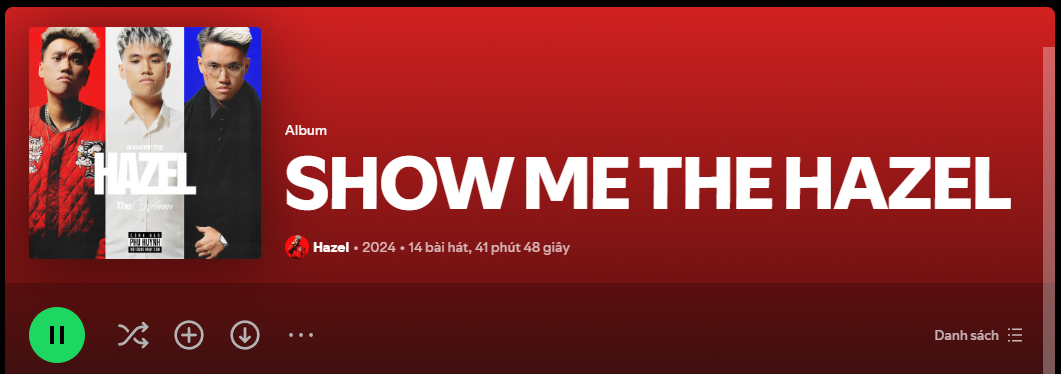 Album
SHOW ME THE HAZEL
Hazel • 2024 • 14 bài hát, 41 phút 48 giây
Danh sách
SHOW ME THE
HAZEL
The Album
CẢNH BÁO
PHỤ HUYNH